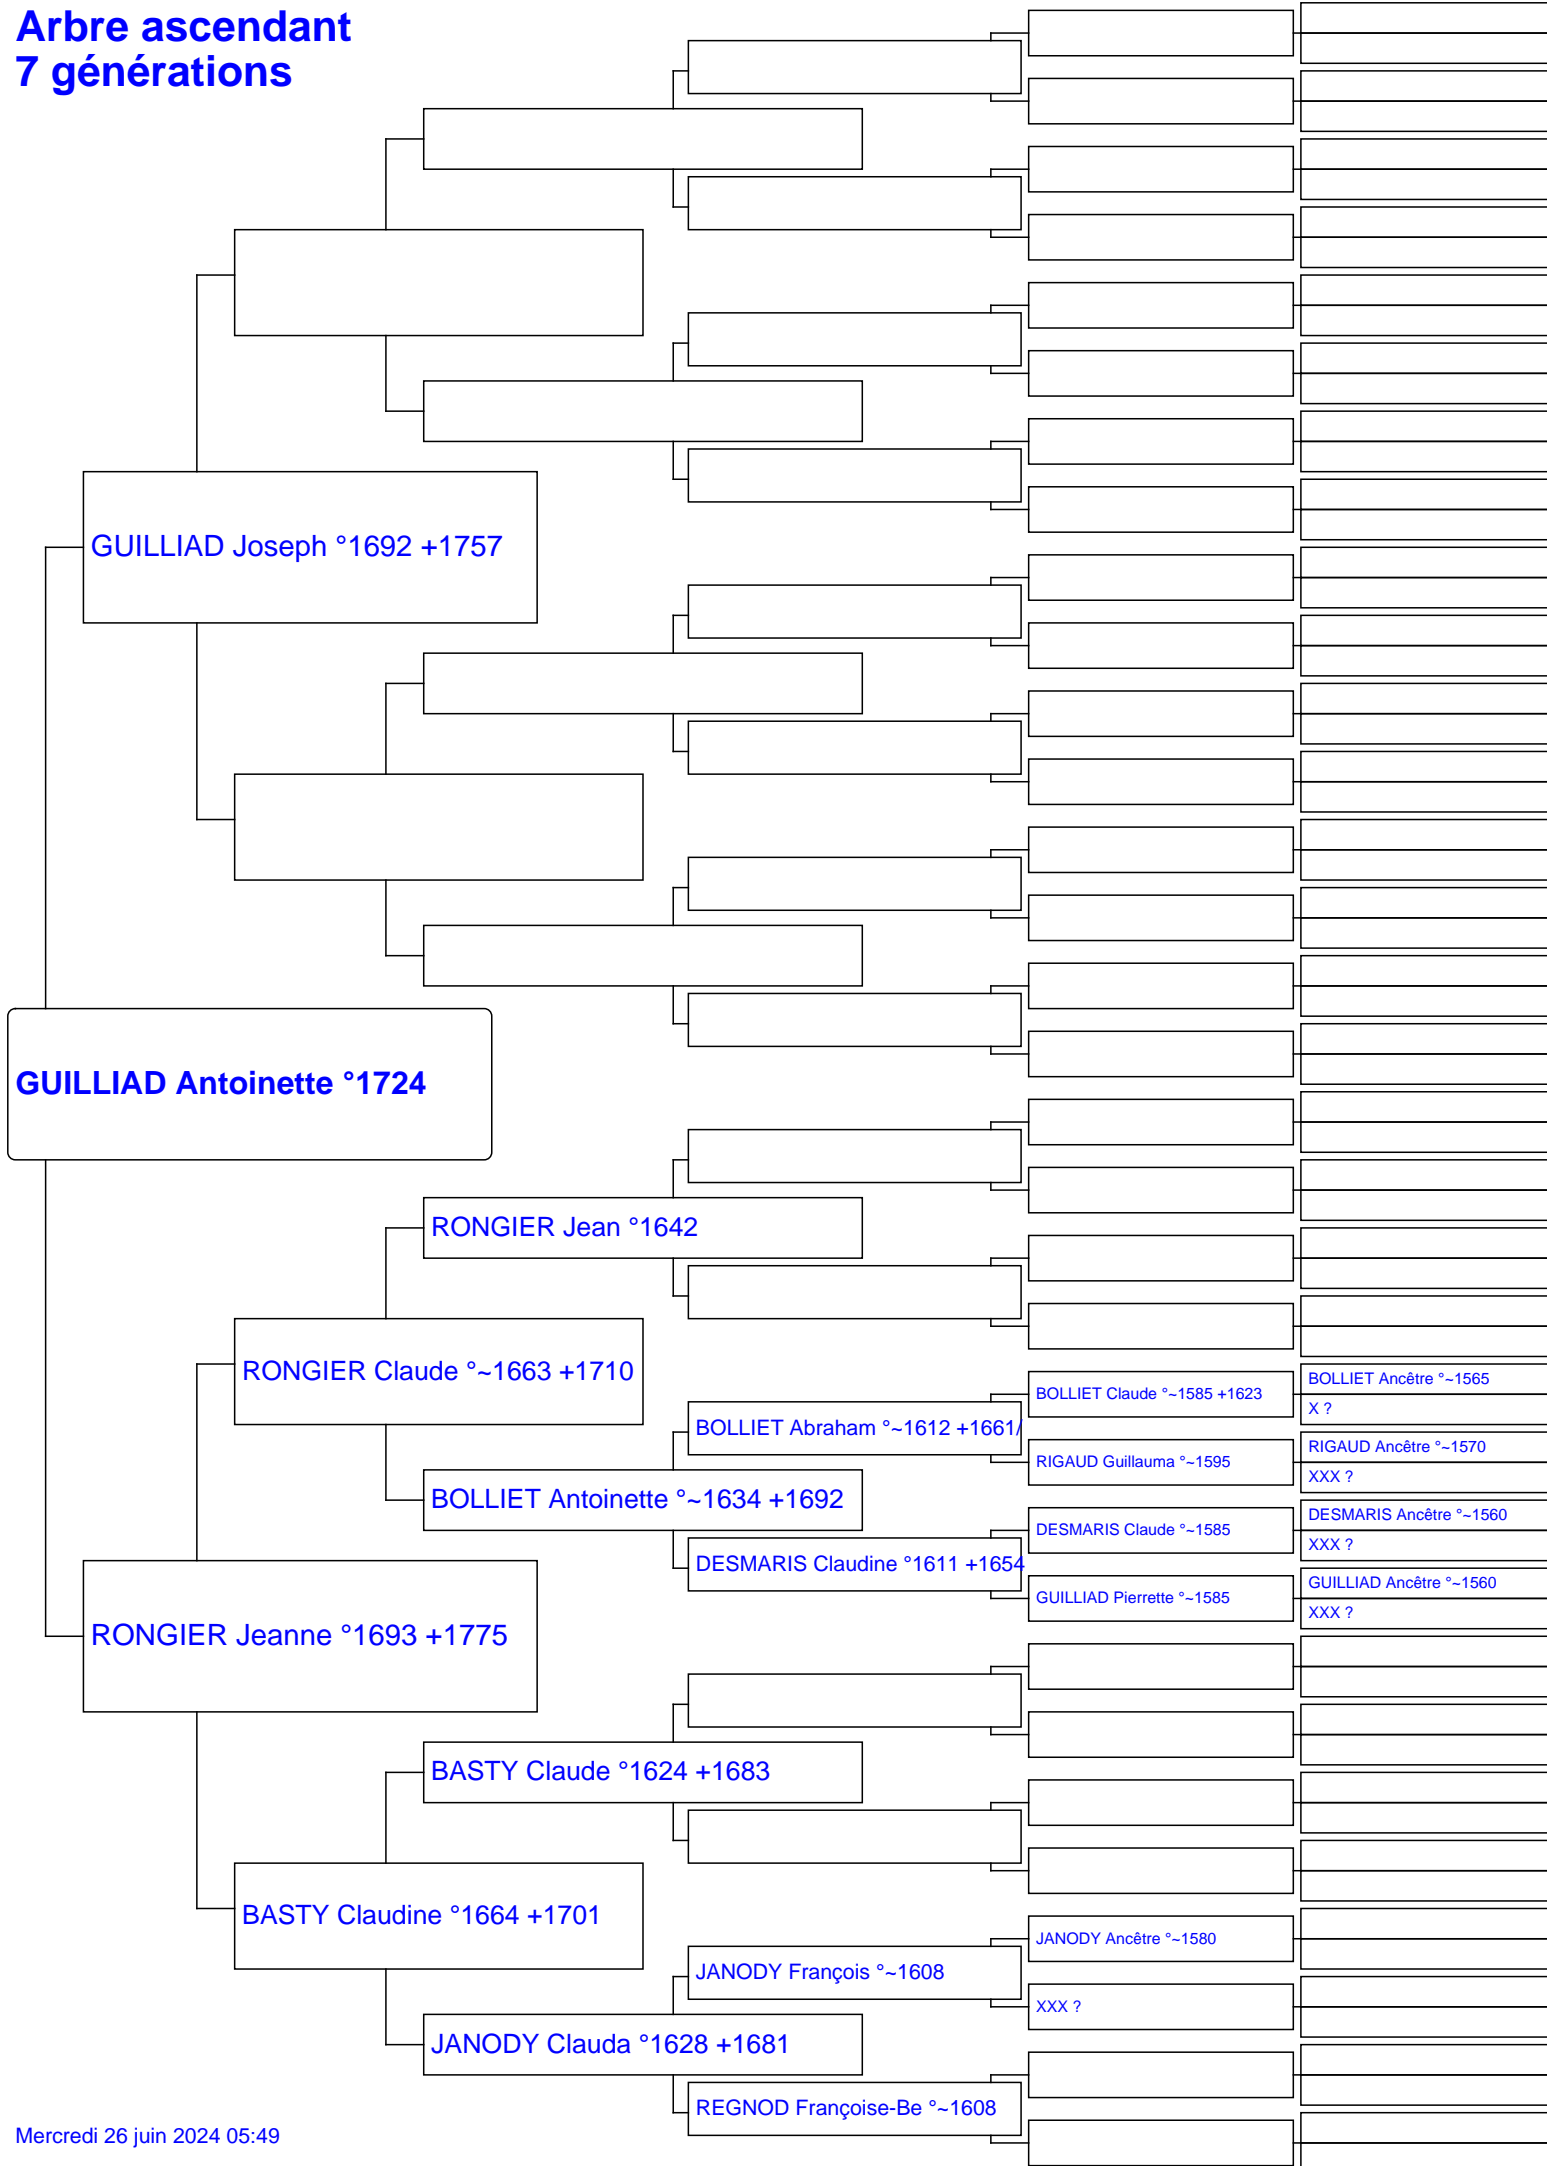 Arbre ascendant
7 générations
GUILLIAD Joseph °1692 +1757
GUILLIAD Antoinette °1724
RONGIER Jean °1642
RONGIER Claude °~1663 +1710
BOLLIET Claude °~1585 +1623
BOLLIET Ancêtre °~1565
X ?
BOLLIET Abraham °~1612 +1661/
RIGAUD Guillauma °~1595
RIGAUD Ancêtre °~1570
XXX ?
BOLLIET Antoinette °~1634 +1692
DESMARIS Claude °~1585
DESMARIS Ancêtre °~1560
XXX ?
DESMARIS Claudine °1611 +1654
GUILLIAD Pierrette °~1585
GUILLIAD Ancêtre °~1560
XXX ?
RONGIER Jeanne °1693 +1775
BASTY Claude °1624 +1683
BASTY Claudine °1664 +1701
JANODY Ancêtre °~1580
JANODY François °~1608
XXX ?
JANODY Clauda °1628 +1681
REGNOD Françoise-Be °~1608
Mercredi 26 juin 2024 05:49